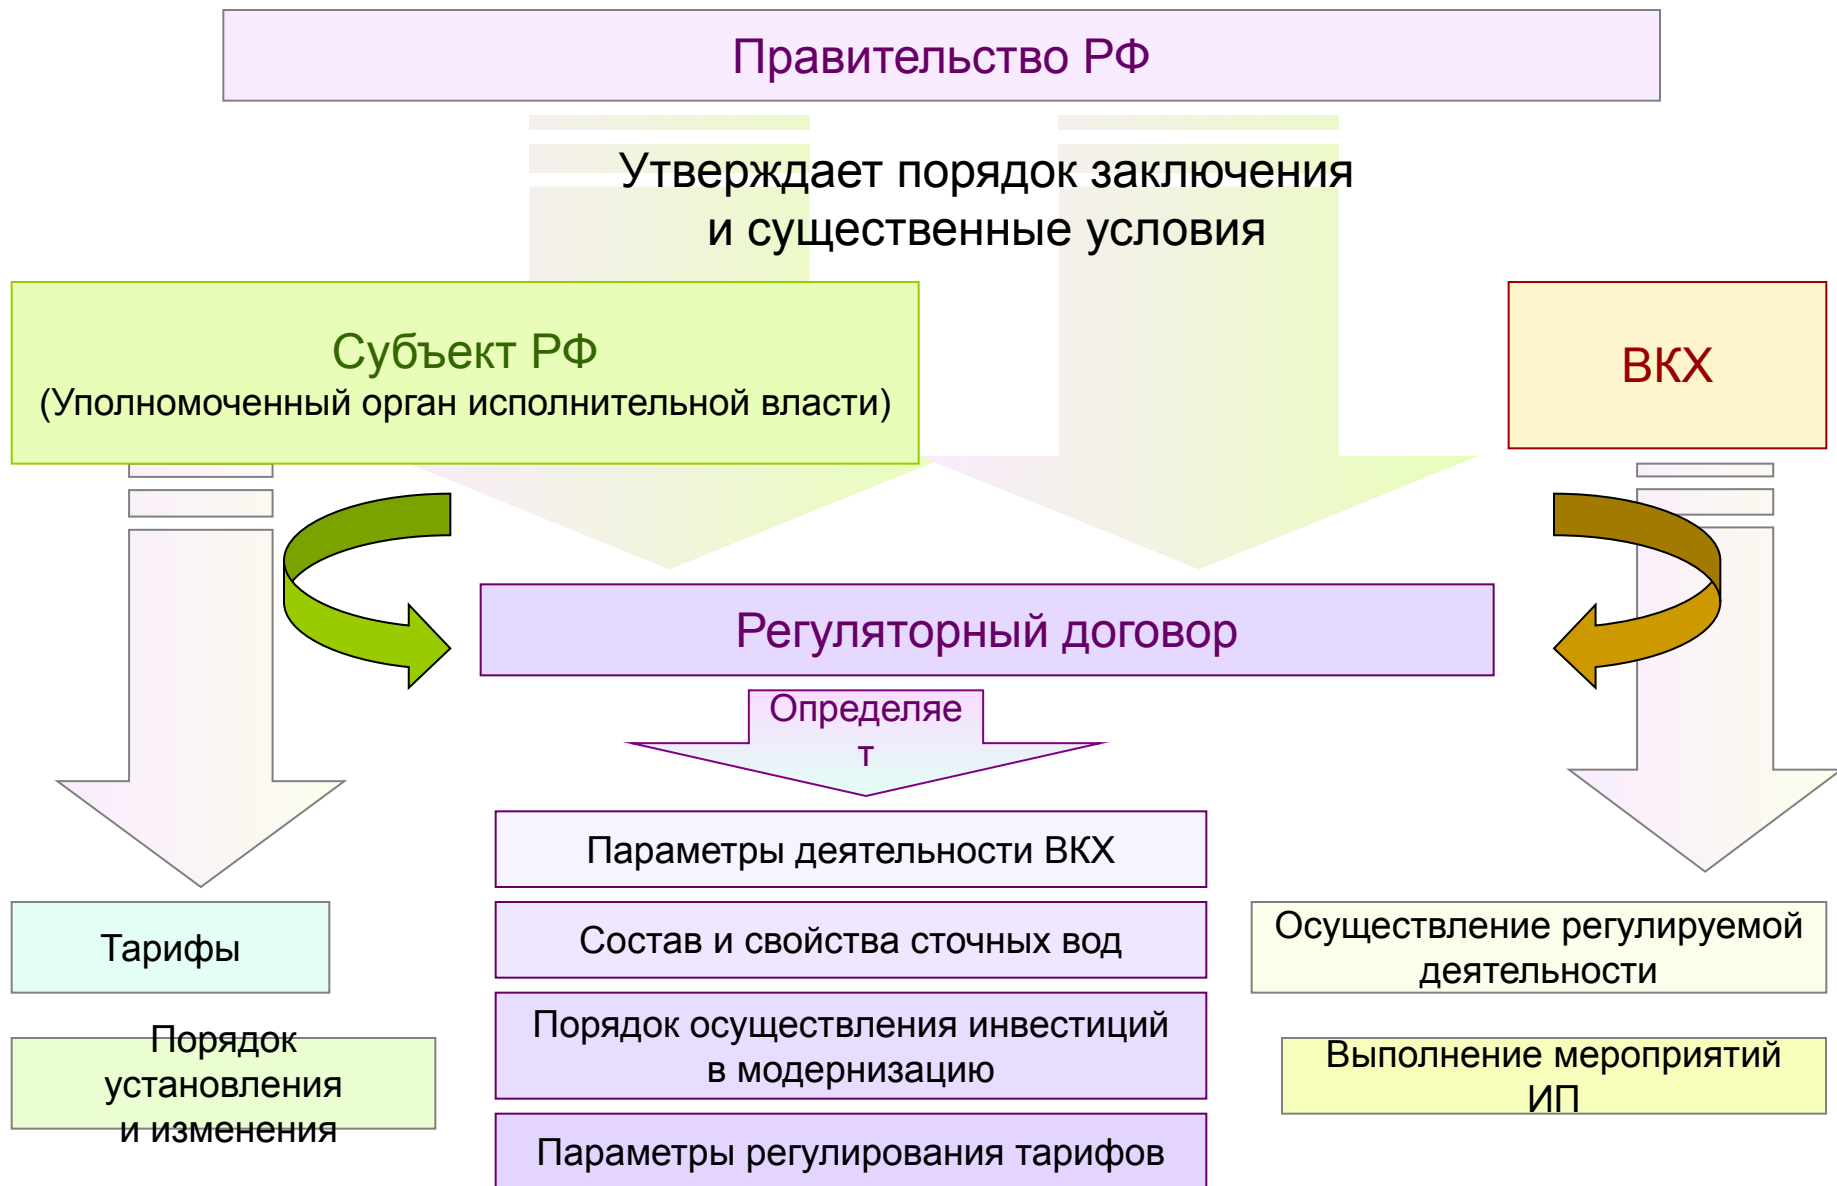 Правительство РФ
Утверждает порядок заключения
и существенные условия
Субъект РФ
(Уполномоченный орган исполнительной власти)
ВКХ
Регуляторный договор
Определяе
т
Параметры деятельности ВКХ
Состав и свойства сточных вод
Порядок осуществления инвестиций
в модернизацию
Параметры регулирования тарифов
Тарифы
Порядок
установления
и изменения
Осуществление регулируемой
деятельности
Выполнение мероприятий
ИП